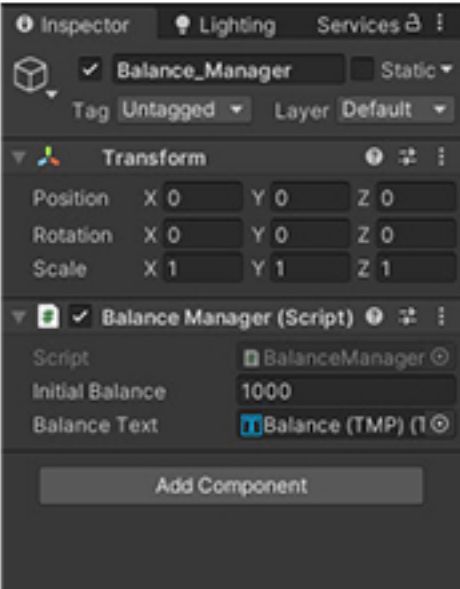 Inspector Lighting Services
Balance_Manager Static
Tag Untagged Layer Default
Transform
Position X 0 Y 0 Z 0
Rotation X 0 Y 0 Z 0
Scale X 1 Y 1 Z 1
Balance Manager (Script)
Script BalanceManager
Initial Balance 1000
Balance Text Balance (TMP) (T
Add Component